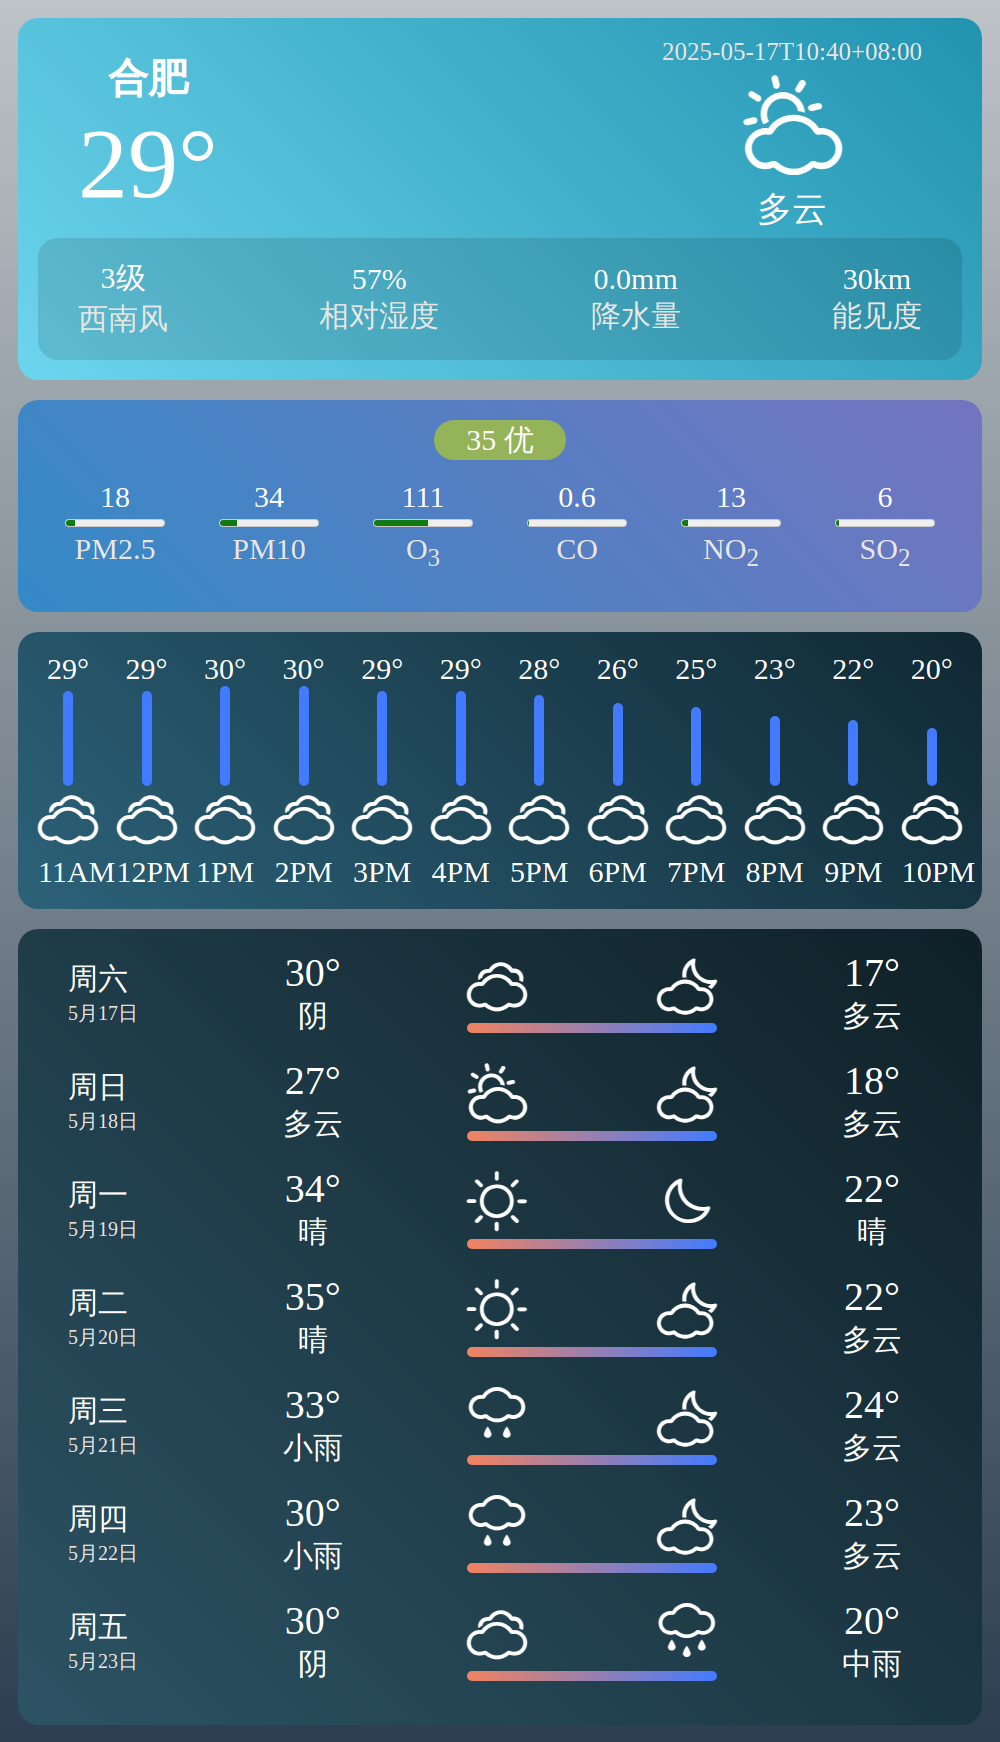 合肥
2025-05-17T10:40+08:00
29°
多云
3级 57% 0.0mm 30km
西南风 相对湿度 降水量 能见度
35 优
18 34 111 0.6 13 6
PM2.5 PM10 O3 CO NO2 SO2
29° 29° 30° 30° 29° 29° 28° 26° 25° 23° 22° 20°
11AM 12PM 1PM 2PM 3PM 4PM 5PM 6PM 7PM 8PM 9PM 10PM
周六 30° 17°
5月17日 阴 多云
周日 27° 18°
5月18日 多云 多云
周一 34° 22°
5月19日 晴 晴
周二 35° 22°
5月20日 晴 多云
周三 33° 24°
5月21日 小雨 多云
周四 30° 23°
5月22日 小雨 多云
周五 30° 20°
5月23日 阴 中雨